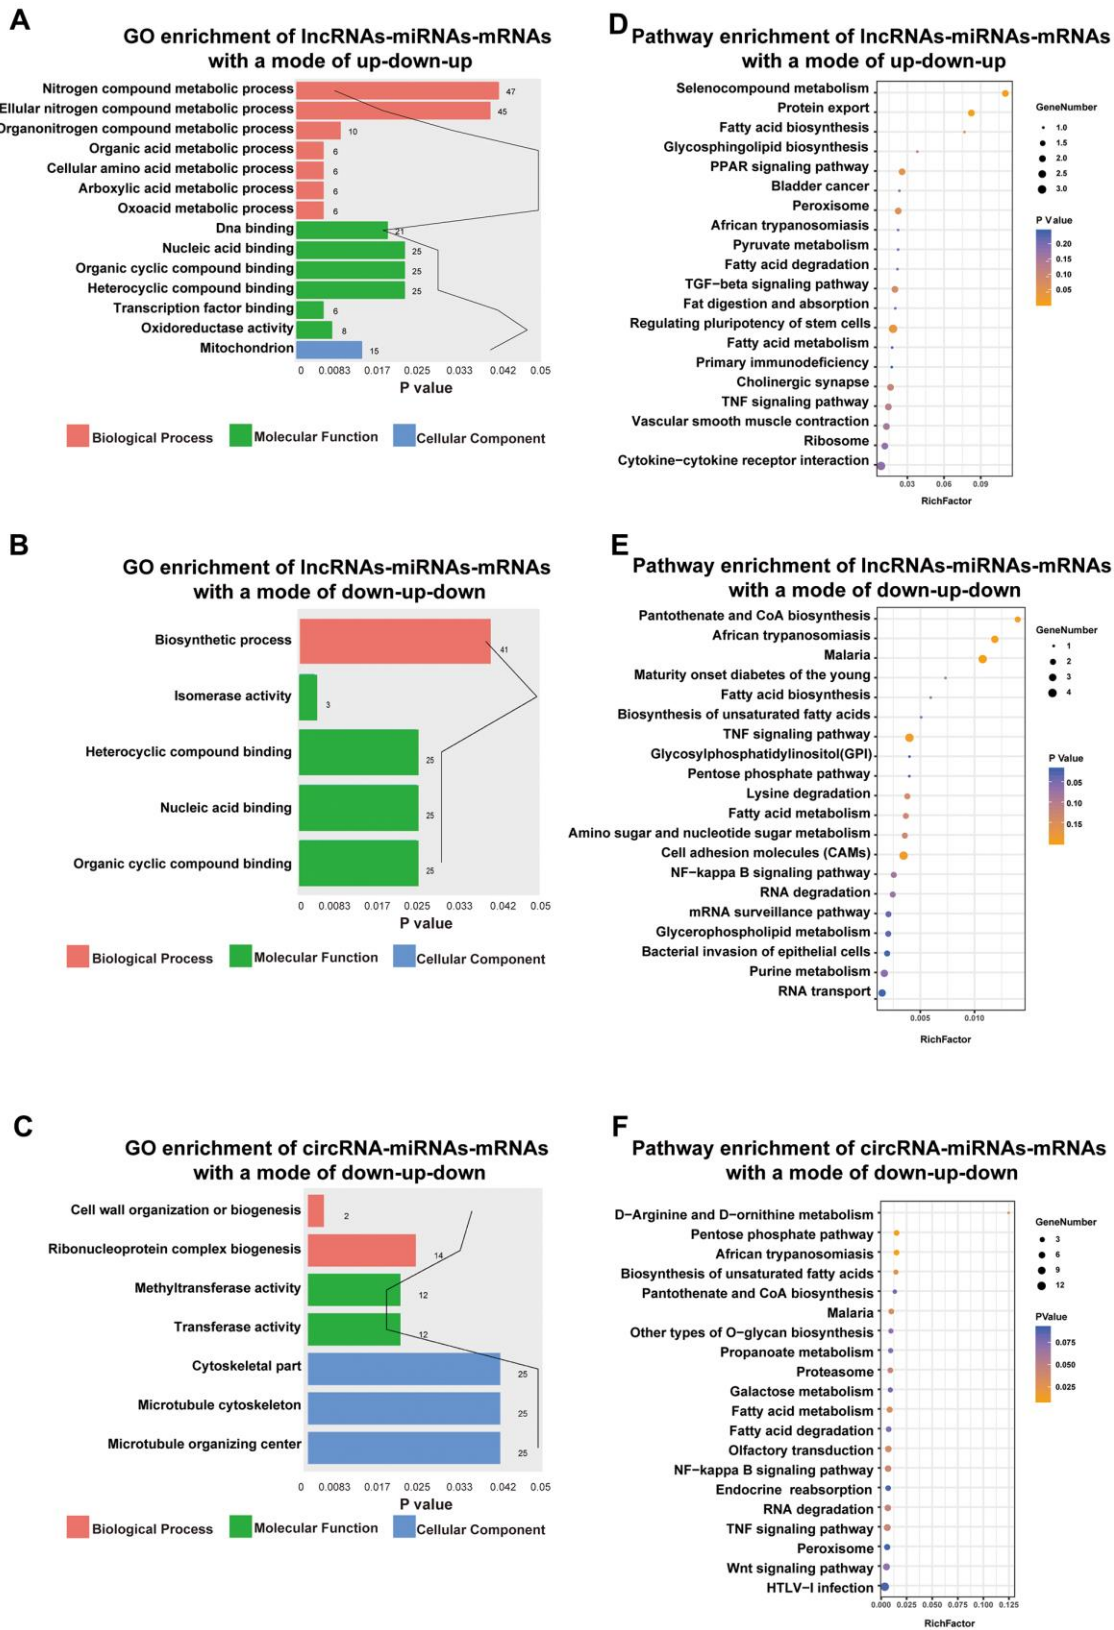 A
GO enrichment of lncRNAs-miRNAs-mRNAs
with a mode of up-down-up
Nitrogen compound metabolic process
47
Ellular nitrogen compound metabolic process
45
Organonitrogen compound metabolic process
10
Organic acid metabolic process
6
Cellular amino acid metabolic process
6
Arboxylic acid metabolic process
6
Oxoacid metabolic process
6
Dna binding
21
Nucleic acid binding
25
Organic cyclic compound binding
25
Heterocyclic compound binding
25
Transcription factor binding
6
Oxidoreductase activity
8
Mitochondrion
15
0 0.0083 0.017 0.025 0.033 0.042 0.05
P value
Biological Process Molecular Function Cellular Component
D
Pathway enrichment of lncRNAs-miRNAs-mRNAs
with a mode of up-down-up
Selenocompound metabolism
Protein export
Fatty acid biosynthesis
Glycosphingolipid biosynthesis
PPAR signaling pathway
Bladder cancer
Peroxisome
African trypanosomiasis
Pyruvate metabolism
Fatty acid degradation
TGF−beta signaling pathway
Fat digestion and absorption
Regulating pluripotency of stem cells
Fatty acid metabolism
Primary immunodeficiency
Cholinergic synapse
TNF signaling pathway
Vascular smooth muscle contraction
Ribosome
Cytokine−cytokine receptor interaction
0.03 0.06 0.09
RichFactor
GeneNumber
1.0
1.5
2.0
2.5
3.0
P Value
0.20
0.15
0.10
0.05
B
GO enrichment of lncRNAs-miRNAs-mRNAs
with a mode of down-up-down
Biosynthetic process
41
Isomerase activity
3
Heterocyclic compound binding
25
Nucleic acid binding
25
Organic cyclic compound binding
25
0 0.0083 0.017 0.025 0.033 0.042 0.05
P value
Biological Process Molecular Function Cellular Component
E
Pathway enrichment of lncRNAs-miRNAs-mRNAs
with a mode of down-up-down
Pantothenate and CoA biosynthesis
African trypanosomiasis
Malaria
Maturity onset diabetes of the young
Fatty acid biosynthesis
Biosynthesis of unsaturated fatty acids
TNF signaling pathway
Glycosylphosphatidylinositol(GPI)
Pentose phosphate pathway
Lysine degradation
Fatty acid metabolism
Amino sugar and nucleotide sugar metabolism
Cell adhesion molecules (CAMs)
NF−kappa B signaling pathway
RNA degradation
mRNA surveillance pathway
Glycerophospholipid metabolism
Bacterial invasion of epithelial cells
Purine metabolism
RNA transport
0.005 0.010
RichFactor
GeneNumber
1
2
3
4
P Value
0.05
0.10
0.15
C
GO enrichment of circRNA-miRNAs-mRNAs
with a mode of down-up-down
Cell wall organization or biogenesis
2
Ribonucleoprotein complex biogenesis
14
Methyltransferase activity
12
Transferase activity
12
Cytoskeletal part
25
Microtubule cytoskeleton
25
Microtubule organizing center
25
0 0.0083 0.017 0.025 0.033 0.042 0.05
P value
Biological Process Molecular Function Cellular Component
F
Pathway enrichment of circRNA-miRNAs-mRNAs
with a mode of down-up-down
D−Arginine and D−ornithine metabolism
Pentose phosphate pathway
African trypanosomiasis
Biosynthesis of unsaturated fatty acids
Pantothenate and CoA biosynthesis
Malaria
Other types of O−glycan biosynthesis
Propanoate metabolism
Proteasome
Galactose metabolism
Fatty acid metabolism
Fatty acid degradation
Olfactory transduction
NF−kappa B signaling pathway
Endocrine reabsorption
RNA degradation
TNF signaling pathway
Peroxisome
Wnt signaling pathway
HTLV−I infection
0.000 0.025 0.050 0.075 0.100 0.125
RichFactor
GeneNumber
3
6
9
12
PValue
0.075
0.050
0.025